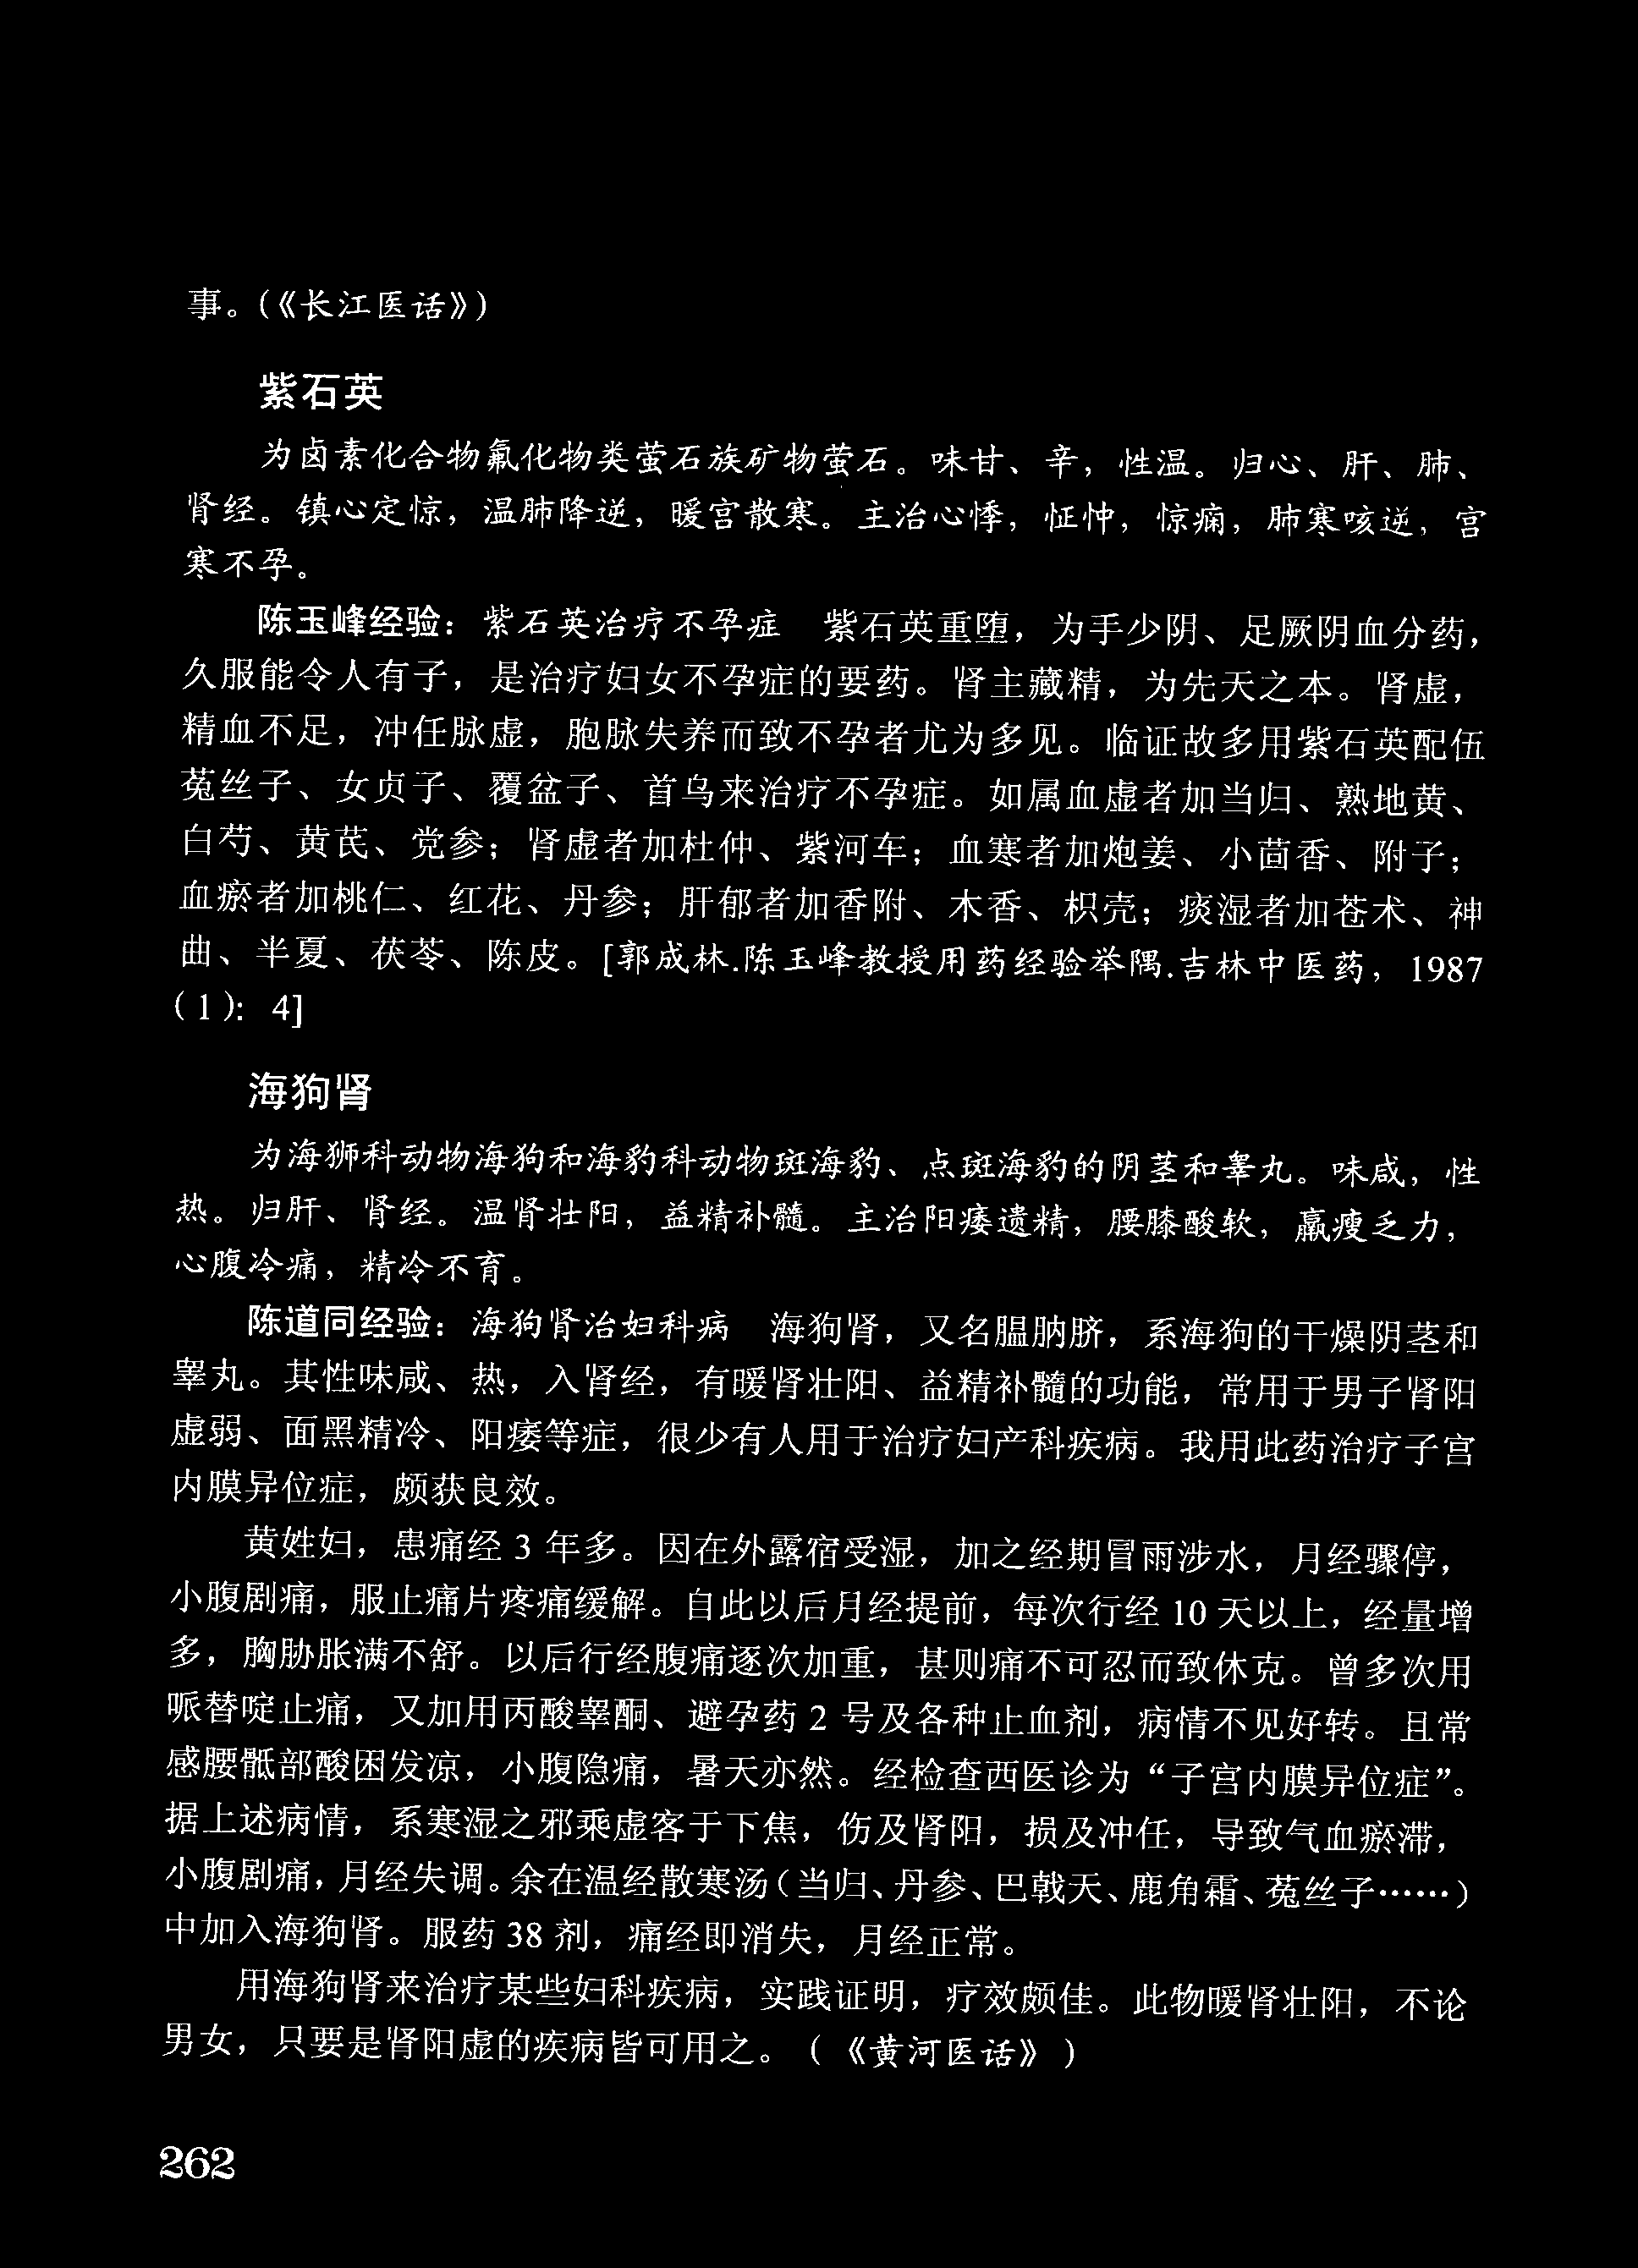 事。(《长江医话》)
紫石英
为卤素化合物氟化物类萤石族矿物萤石。味甘、辛，性温。归心、肝、肺、
肾经。镇心定惊，温肺降逆，暖宫散寒。主治心悸，怔忡，惊痫，肺寒咳逆，宫
寒不孕。
陈玉峰经验：紫石英治疗不孕症　紫石英重堕，为手少阴、足厥阴血分药，
久服能令人有子，是治疗妇女不孕症的要药。肾主藏精，为先天之本。肾虚，
精血不足，冲任脉虚，胞脉失养而致不孕者尤为多见。临证故多用紫石英配伍
菟丝子、女贞子、覆盆子、首乌来治疗不孕症。如属血虚者加当归、熟地黄、
白芍、黄芪、党参；肾虚者加杜仲、紫河车；血寒者加炮姜、小茴香、附子；
血瘀者加桃仁、红花、丹参；肝郁者加香附、木香、枳壳；痰湿者加苍术、神
曲、半夏、茯苓、陈皮。[郭成林.陈玉峰教授用药经验举隅.吉林中医药，1987
(1)：4]
海狗肾
为海狮科动物海狗和海豹科动物斑海豹、点斑海豹的阴茎和睾丸。味咸，性
热。归肝、肾经。温肾壮阳，益精补髓。主治阳痿遗精，腰膝酸软，羸瘦乏力，
心腹冷痛，精冷不育。
陈道同经验：海狗肾治妇科病　海狗肾，又名腽肭脐，系海狗的干燥阴茎和
睾丸。其性味咸、热，入肾经，有暖肾壮阳、益精补髓的功能，常用于男子肾阳
虚弱、面黑精冷、阳痿等症，很少有人用于治疗妇产科疾病。我用此药治疗子宫
内膜异位症，颇获良效。
黄姓妇，患痛经 3 年多。因在外露宿受湿，加之经期冒雨涉水，月经骤停，
小腹剧痛，服止痛片疼痛缓解。自此以后月经提前，每次行经 10 天以上，经量增
多，胸胁胀满不舒。以后行经腹痛逐次加重，甚则痛不可忍而致休克。曾多次用
哌替啶止痛，又加用丙酸睾酮、避孕药 2 号及各种止血剂，病情不见好转。且常
感腰骶部酸困发凉，小腹隐痛，暑天亦然。经检查西医诊为“子宫内膜异位症”。
据上述病情，系寒湿之邪乘虚客于下焦，伤及肾阳，损及冲任，导致气血瘀滞，
小腹剧痛，月经失调。余在温经散寒汤(当归、丹参、巴戟天、鹿角霜、菟丝子……)
中加入海狗肾。服药 38 剂，痛经即消失，月经正常。
用海狗肾来治疗某些妇科疾病，实践证明，疗效颇佳。此物暖肾壮阳，不论
男女，只要是肾阳虚的疾病皆可用之。(《黄河医话》)
262